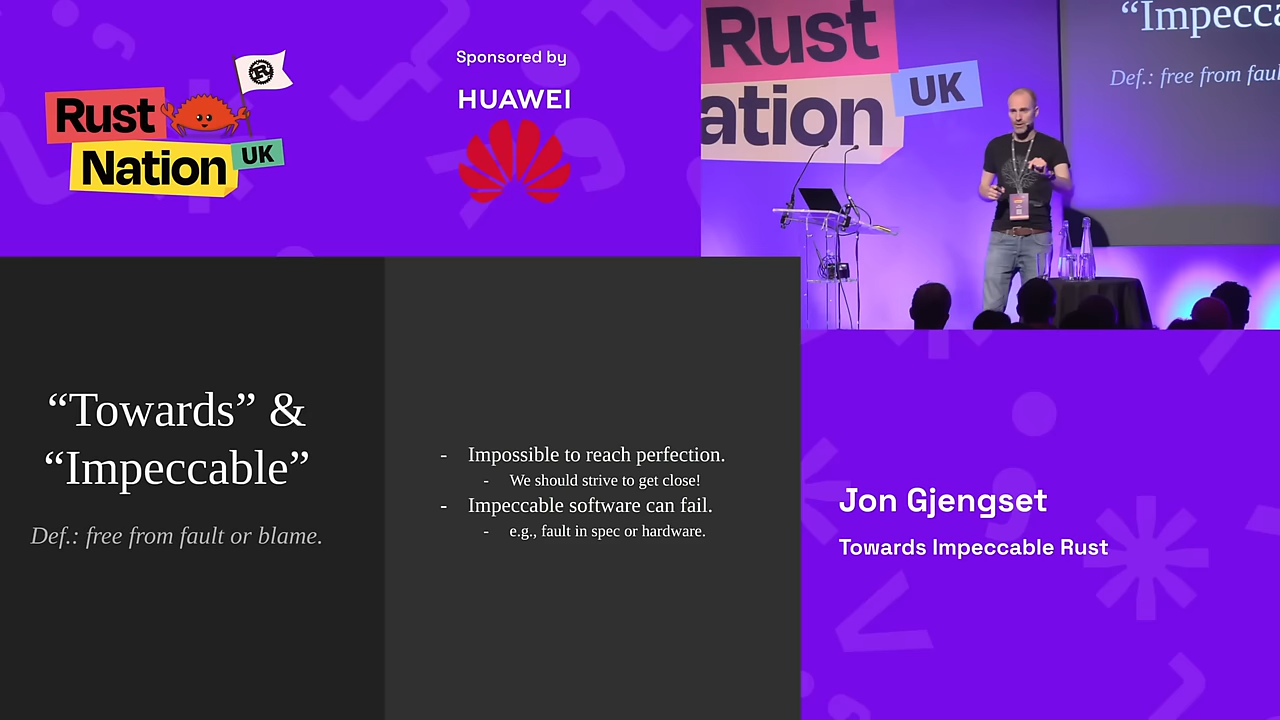 Rust
Nation
UK
Sponsored by
HUAWEI
Rust
ation
UK
“Impecca
Def.: free from faul
“Towards” &
“Impeccable”
Def.: free from fault or blame.
- Impossible to reach perfection.
- We should strive to get close!
- Impeccable software can fail.
- e.g., fault in spec or hardware.
Jon Gjengset
Towards Impeccable Rust